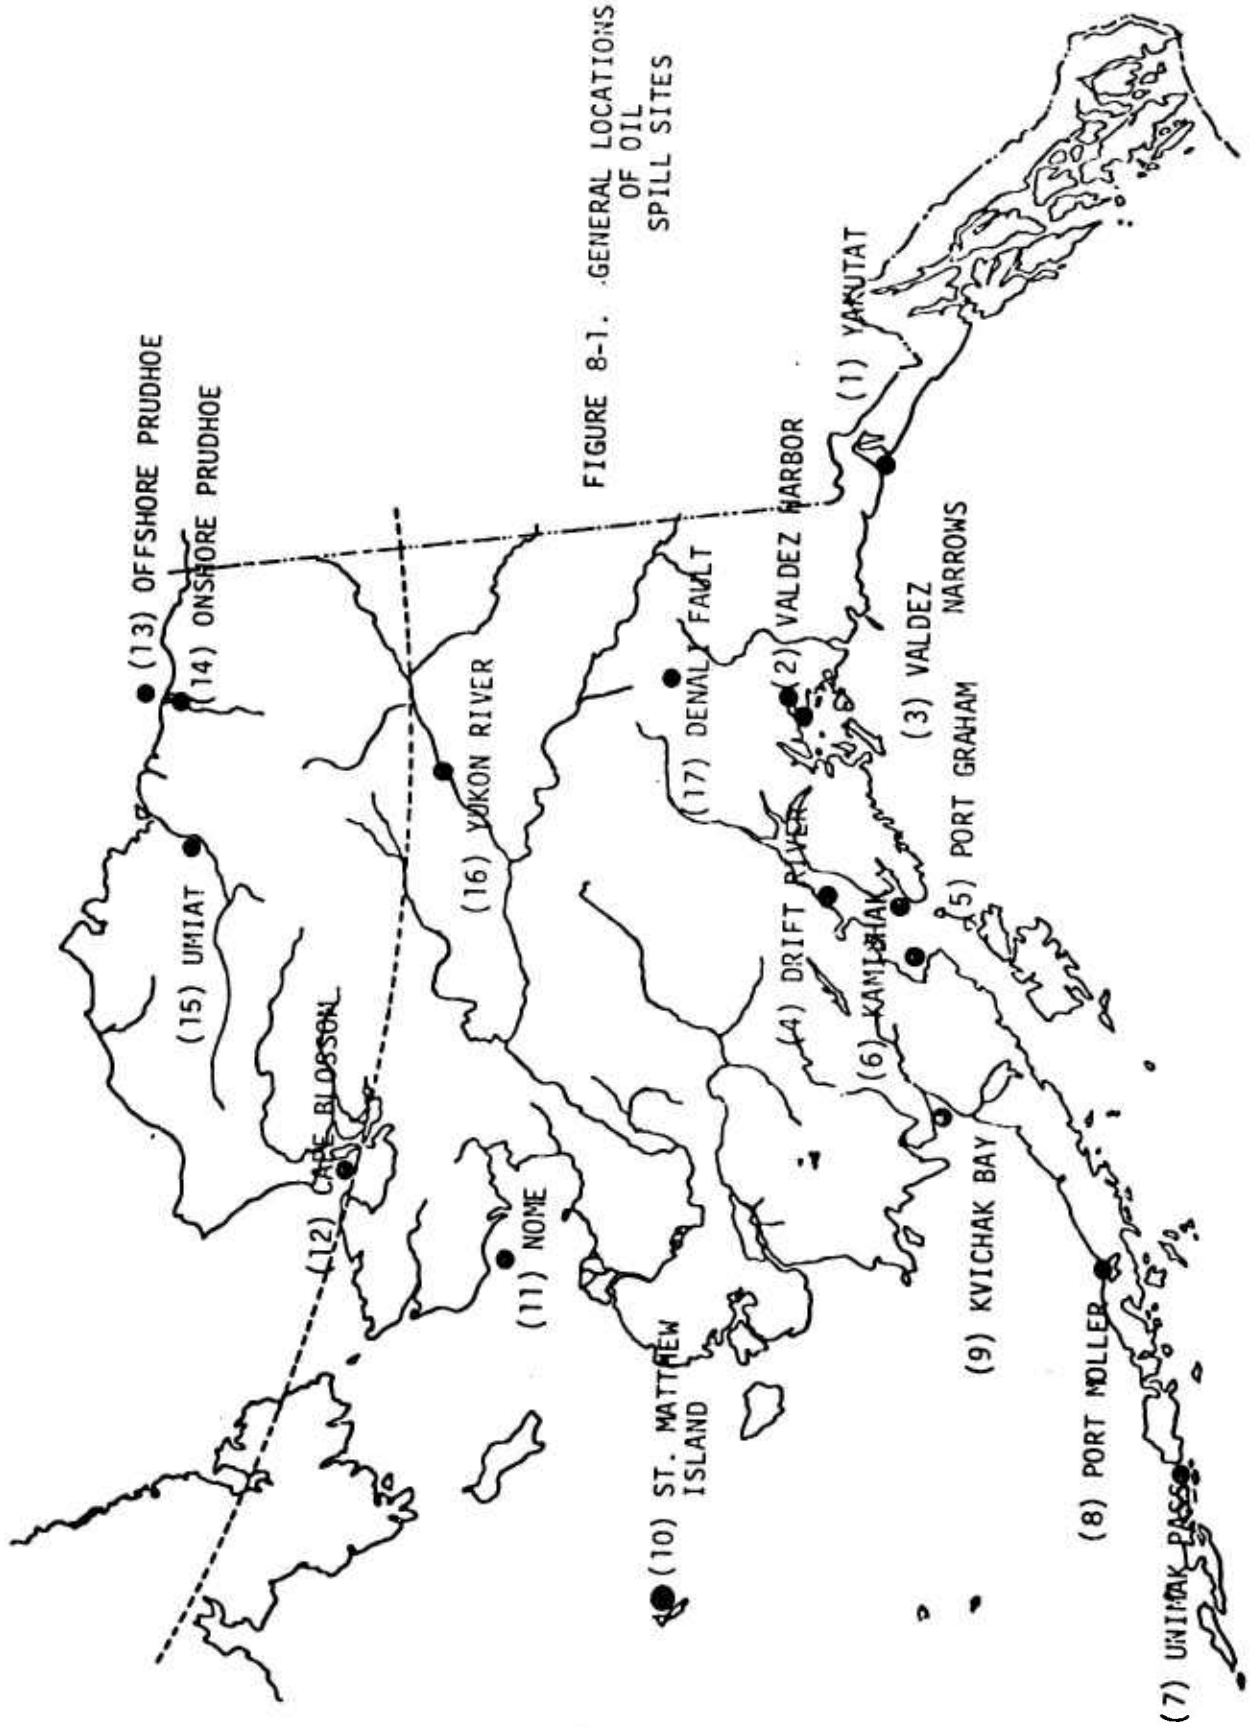 FIGURE 8-1. GENERAL LOCATIONS
OF OIL
SPILL SITES
(13) OFFSHORE PRUDHOE
(14) ONSHORE PRUDHOE
(15) UMIAT
(12) CAPE BLOSSOM
(16) YUKON RIVER
(11) NOME
(10) ST. MATTHEW
ISLAND
(17) DENALI FAULT
(2) VALDEZ HARBOR
(1) YAKUTAT
(3) VALDEZ
NARROWS
(4) DRIFT RIVER
(6) KAMISHAK
(5) PORT GRAHAM
(9) KVICHAK BAY
(8) PORT MOLLER
(7) UNIMAK PASS